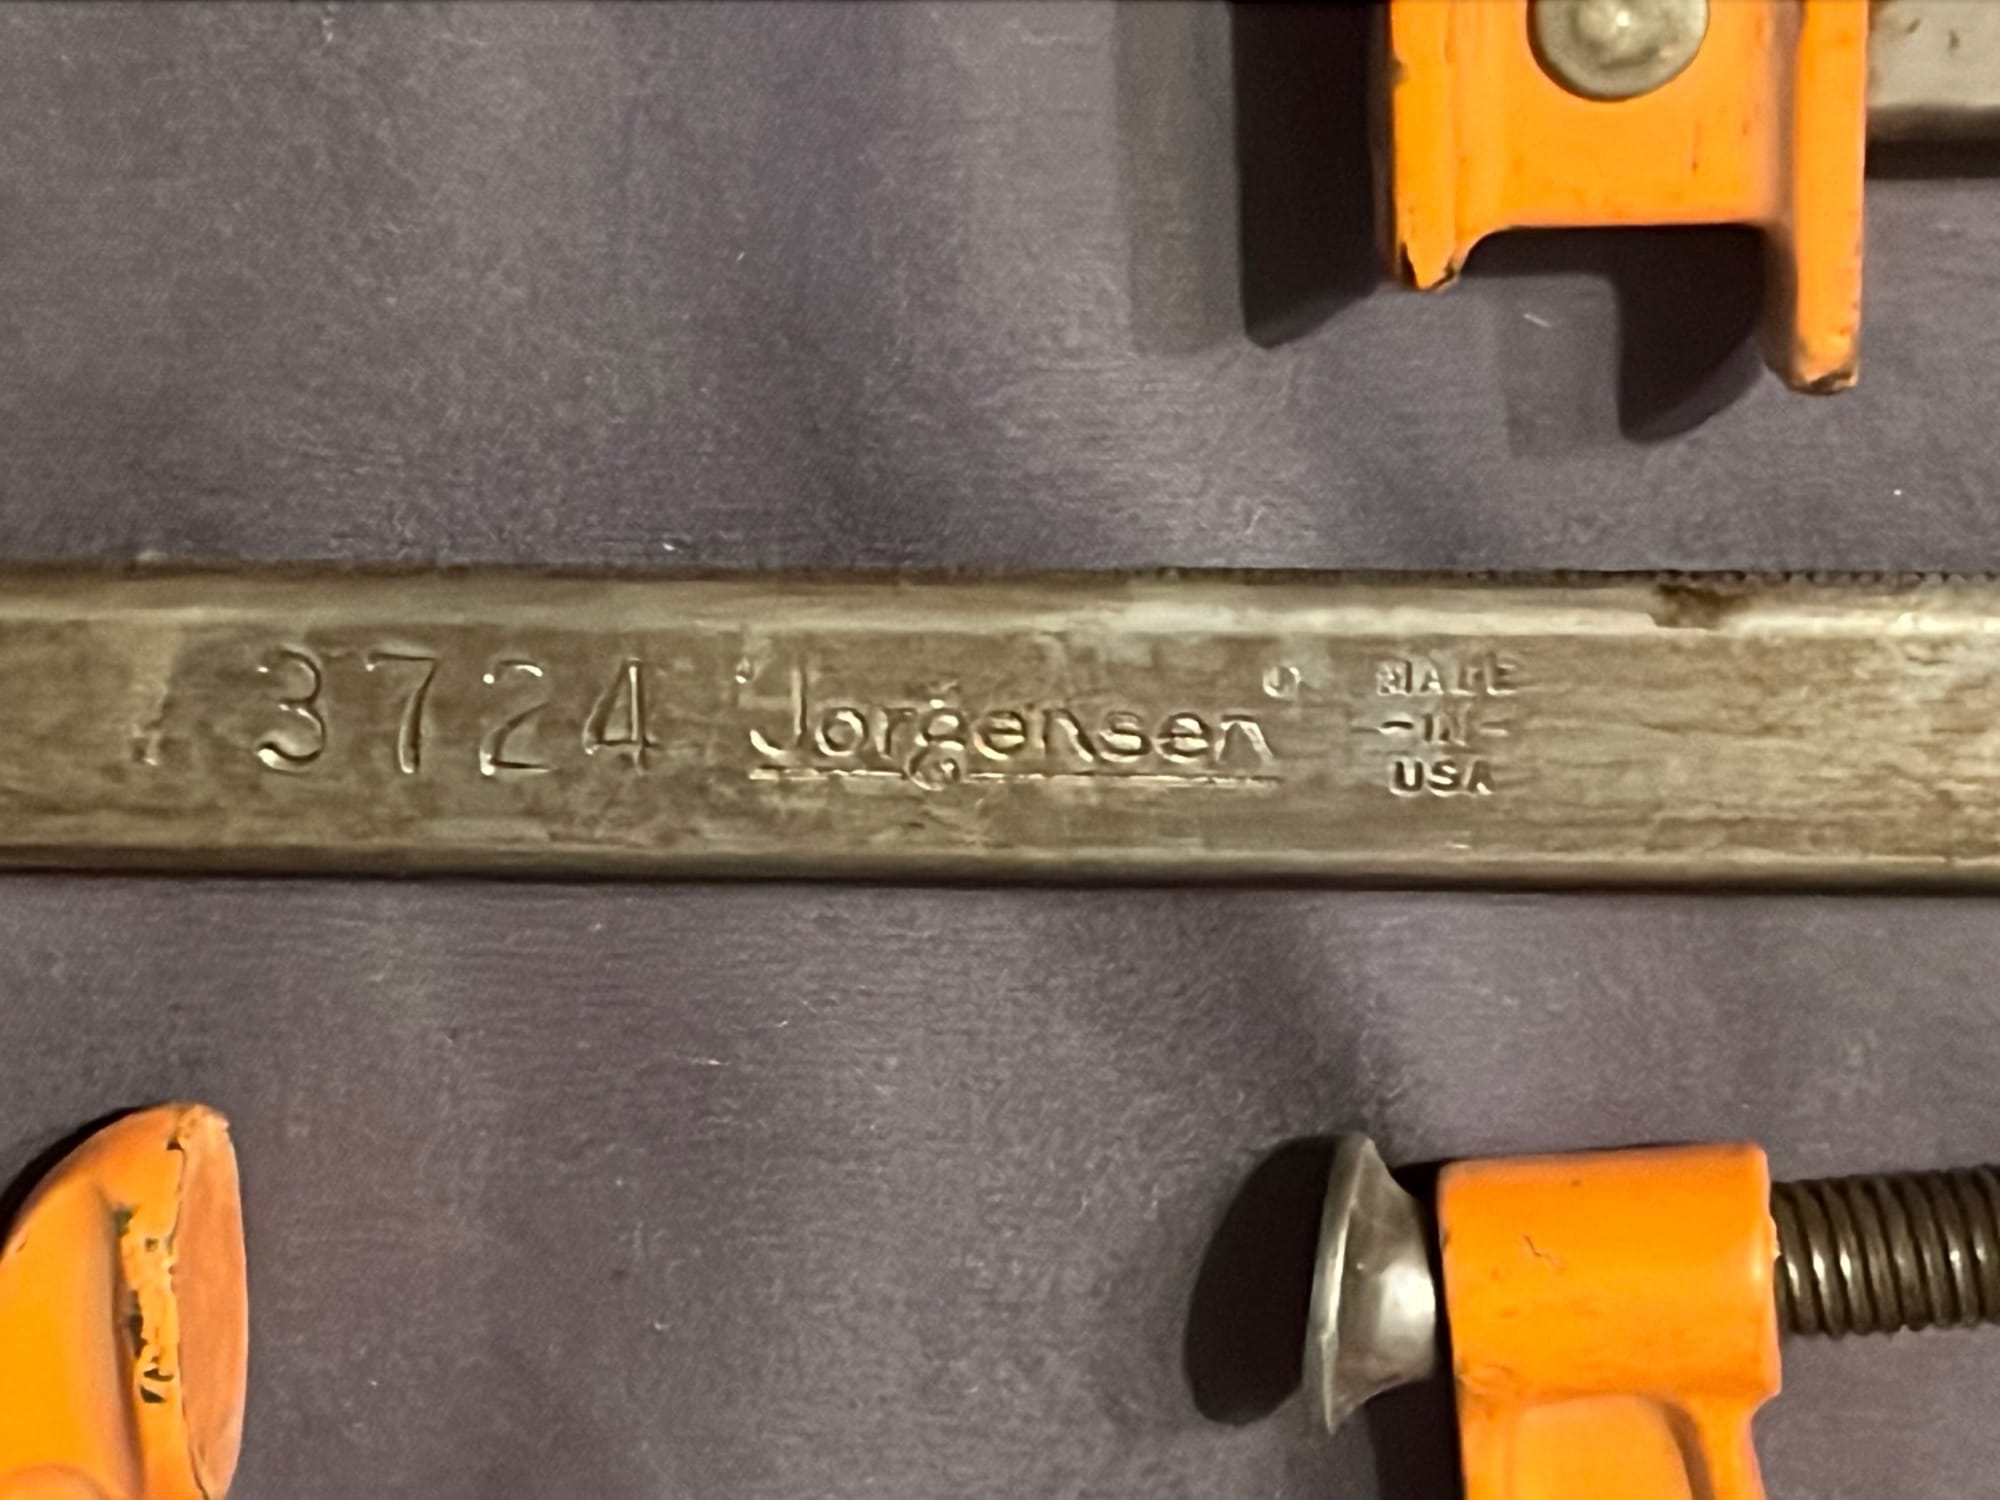 3724 Jorgensen ® MADE
-IN-
USA